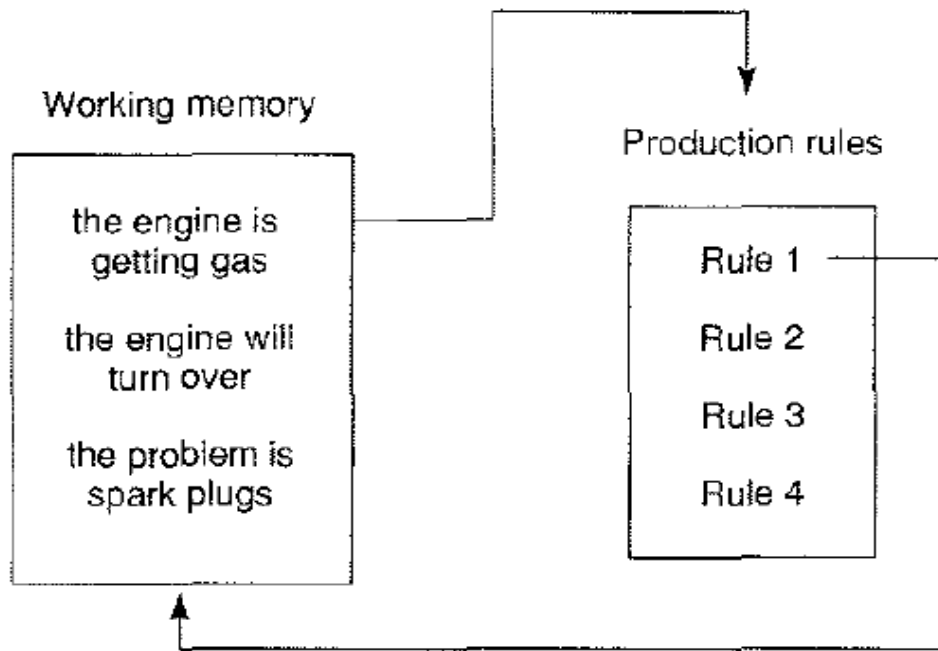 Working memory
the engine is
getting gas
the engine will
turn over
the problem is
spark plugs
Production rules
Rule 1
Rule 2
Rule 3
Rule 4